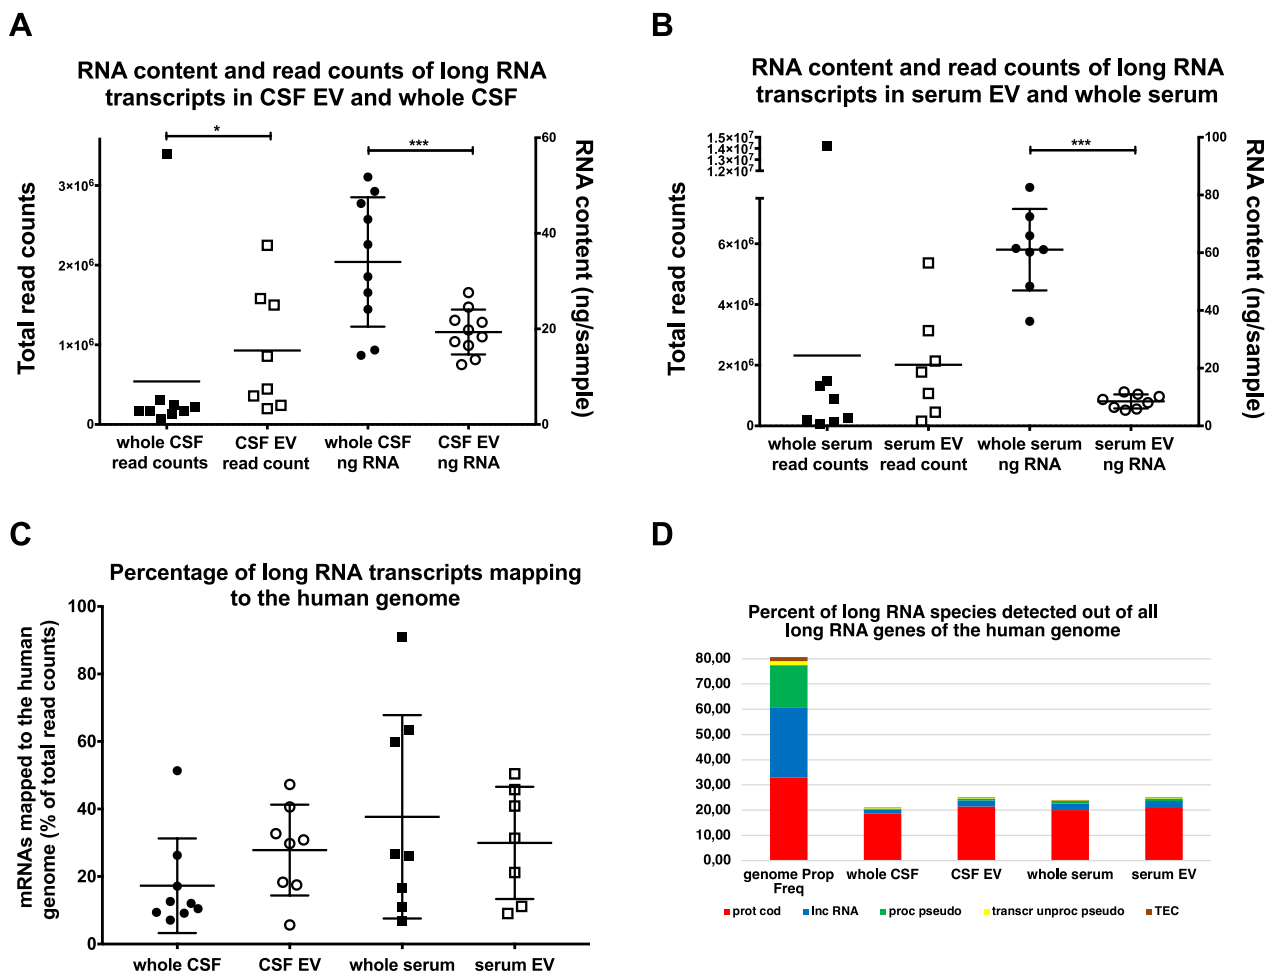 A
RNA content and read counts of long RNA
transcripts in CSF EV and whole CSF
*
***
60
3×10⁶
40
2×10⁶
20
1×10⁶
0
0
Total read counts
RNA content (ng/sample)
whole CSF
read counts
CSF EV
read count
whole CSF
ng RNA
CSF EV
ng RNA
B
RNA content and read counts of long RNA
transcripts in serum EV and whole serum
***
1.5×10⁷
1.4×10⁷
1.3×10⁷
1.2×10⁷
100
80
6×10⁶
60
4×10⁶
40
2×10⁶
20
0
0
Total read counts
RNA content (ng/sample)
whole serum
read counts
serum EV
read count
whole serum
ng RNA
serum EV
ng RNA
C
Percentage of long RNA transcripts mapping
to the human genome
mRNAs mapped to the human
genome (% of total read counts)
100
80
60
40
20
0
whole CSF
CSF EV
whole serum
serum EV
D
Percent of long RNA species detected out of all
long RNA genes of the human genome
80,00
70,00
60,00
50,00
40,00
30,00
20,00
10,00
0,00
genome Prop
Freq
whole CSF
CSF EV
whole serum
serum EV
prot cod
lnc RNA
proc pseudo
transcr unproc pseudo
TEC